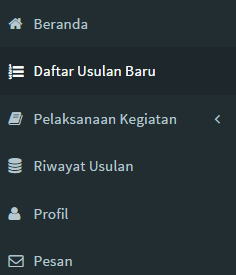 Beranda
Daftar Usulan Baru
Pelaksanaan Kegiatan
Riwayat Usulan
Profil
Pesan